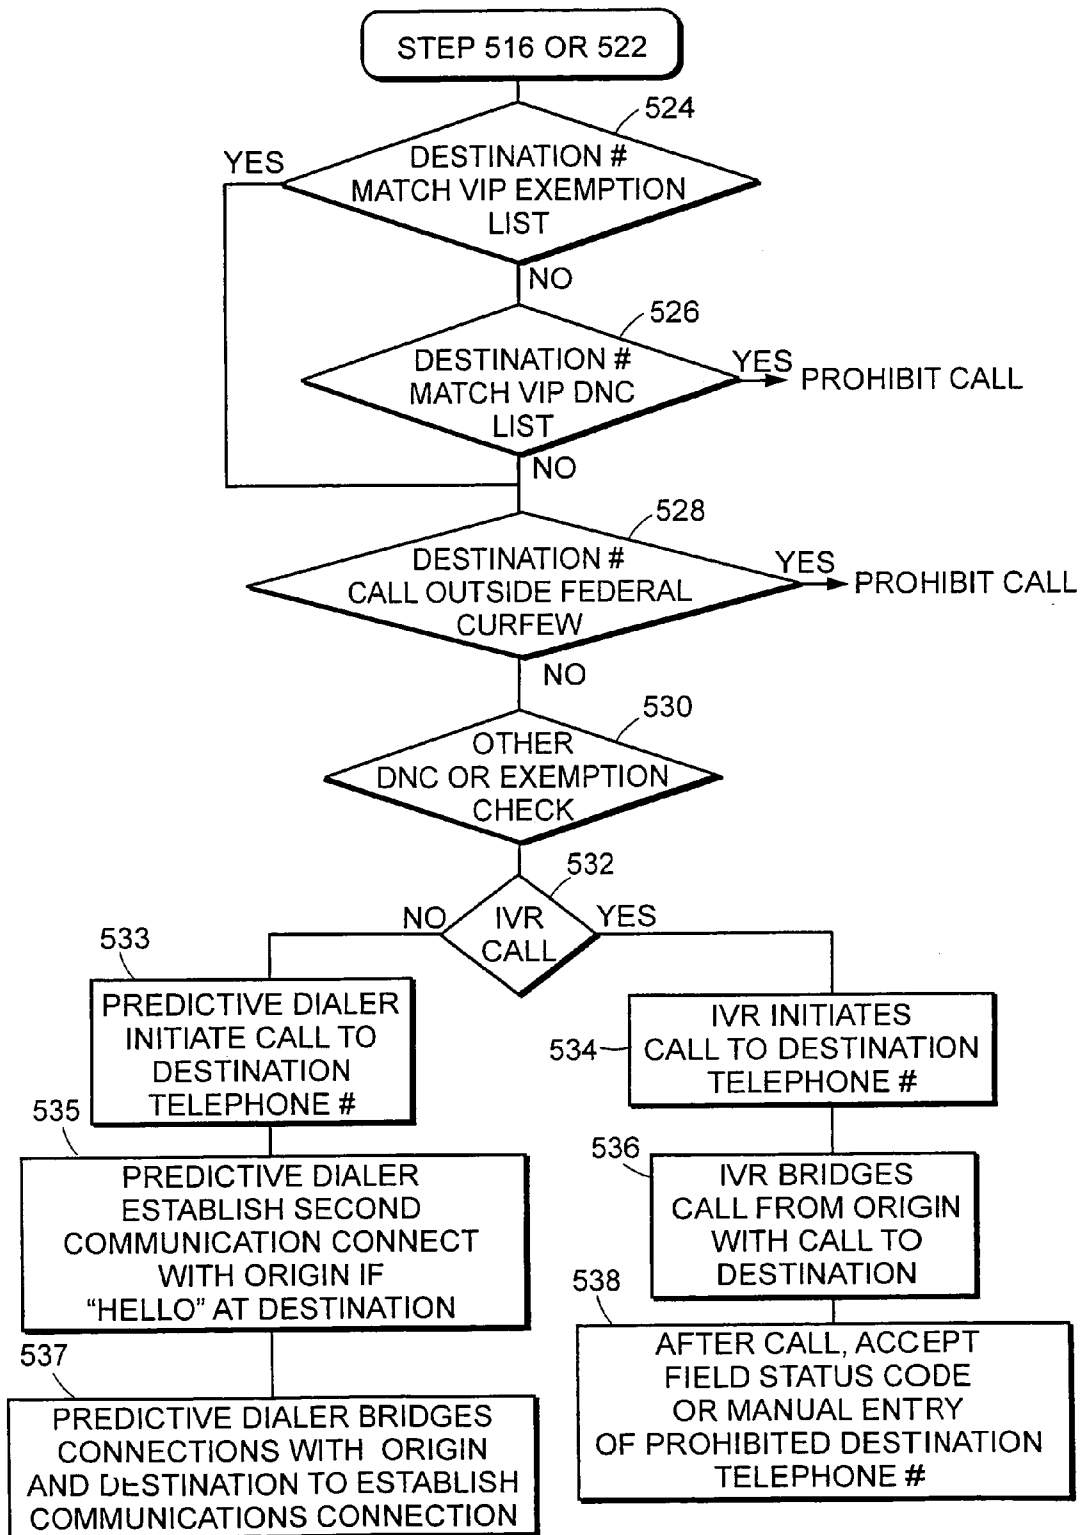 STEP 516 OR 522
524
YES
DESTINATION #
MATCH VIP EXEMPTION
LIST
NO
526
DESTINATION #
MATCH VIP DNC
LIST
YES
PROHIBIT CALL
NO
528
DESTINATION #
CALL OUTSIDE FEDERAL
CURFEW
YES
PROHIBIT CALL
NO
530
OTHER
DNC OR EXEMPTION
CHECK
532
NO
IVR
CALL
YES
533
PREDICTIVE DIALER
INITIATE CALL TO
DESTINATION
TELEPHONE #
534
IVR INITIATES
CALL TO DESTINATION
TELEPHONE #
535
PREDICTIVE DIALER
ESTABLISH SECOND
COMMUNICATION CONNECT
WITH ORIGIN IF
“HELLO” AT DESTINATION
536
IVR BRIDGES
CALL FROM ORIGIN
WITH CALL TO
DESTINATION
537
PREDICTIVE DIALER BRIDGES
CONNECTIONS WITH ORIGIN
AND DESTINATION TO ESTABLISH
COMMUNICATIONS CONNECTION
538
AFTER CALL, ACCEPT
FIELD STATUS CODE
OR MANUAL ENTRY
OF PROHIBITED DESTINATION
TELEPHONE #